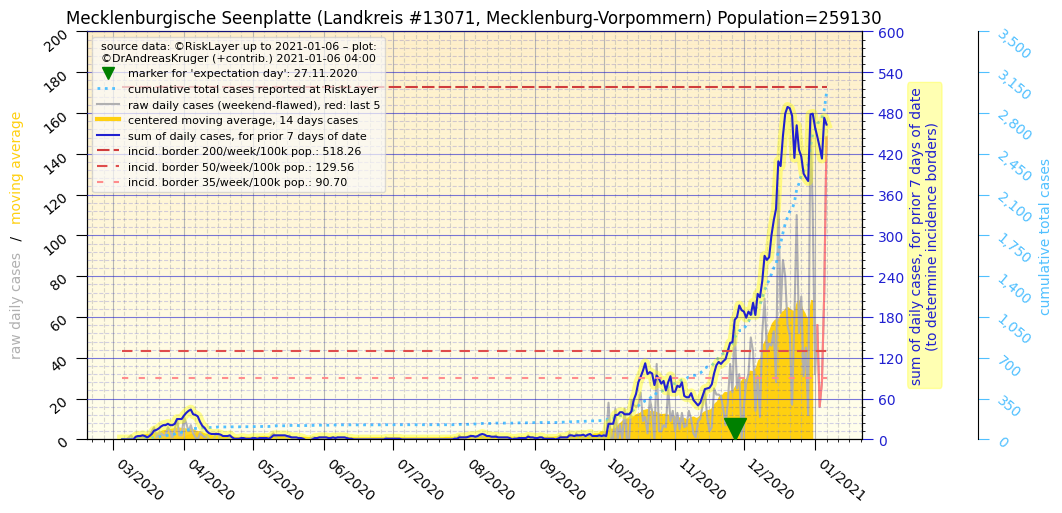 Mecklenburgische Seenplatte (Landkreis #13071, Mecklenburg-Vorpommern) Population=259130
source data: ©RiskLayer up to 2021-01-06 – plot:
©DrAndreasKruger (+contrib.) 2021-01-06 04:00
marker for 'expectation day': 27.11.2020
cumulative total cases reported at RiskLayer
raw daily cases (weekend-flawed), red: last 5
centered moving average, 14 days cases
sum of daily cases, for prior 7 days of date
incid. border 200/week/100k pop.: 518.26
incid. border 50/week/100k pop.: 129.56
incid. border 35/week/100k pop.: 90.70
raw daily cases / moving average
200
180
160
140
120
100
80
60
40
20
0
600
540
480
420
360
300
240
180
120
60
0
sum of daily cases, for prior 7 days of date
(to determine incidence borders)
3,500
3,150
2,800
2,450
2,100
1,750
1,400
1,050
700
350
0
cumulative total cases
03/2020
04/2020
05/2020
06/2020
07/2020
08/2020
09/2020
10/2020
11/2020
12/2020
01/2021